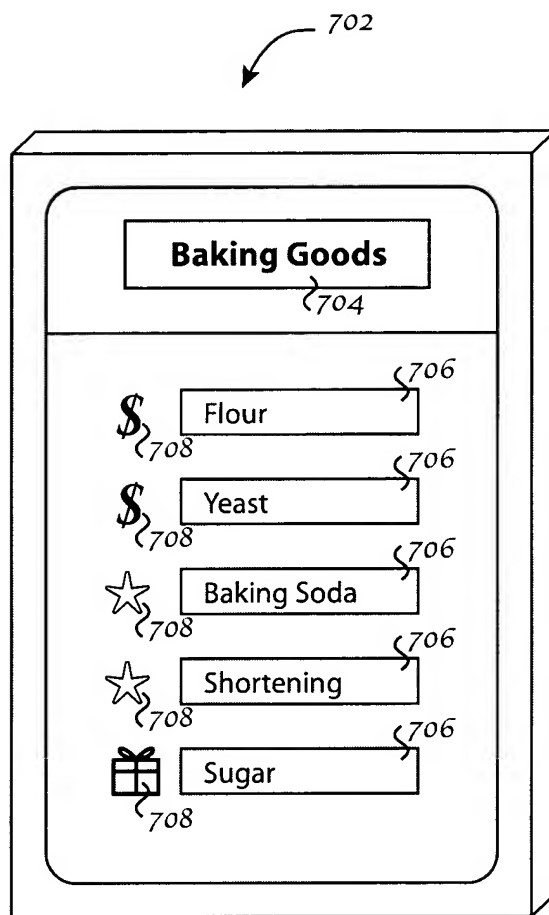 702
Baking Goods
704
706
$ Flour
708
706
$ Yeast
708
706
Baking Soda
708
706
Shortening
708
706
Sugar
708